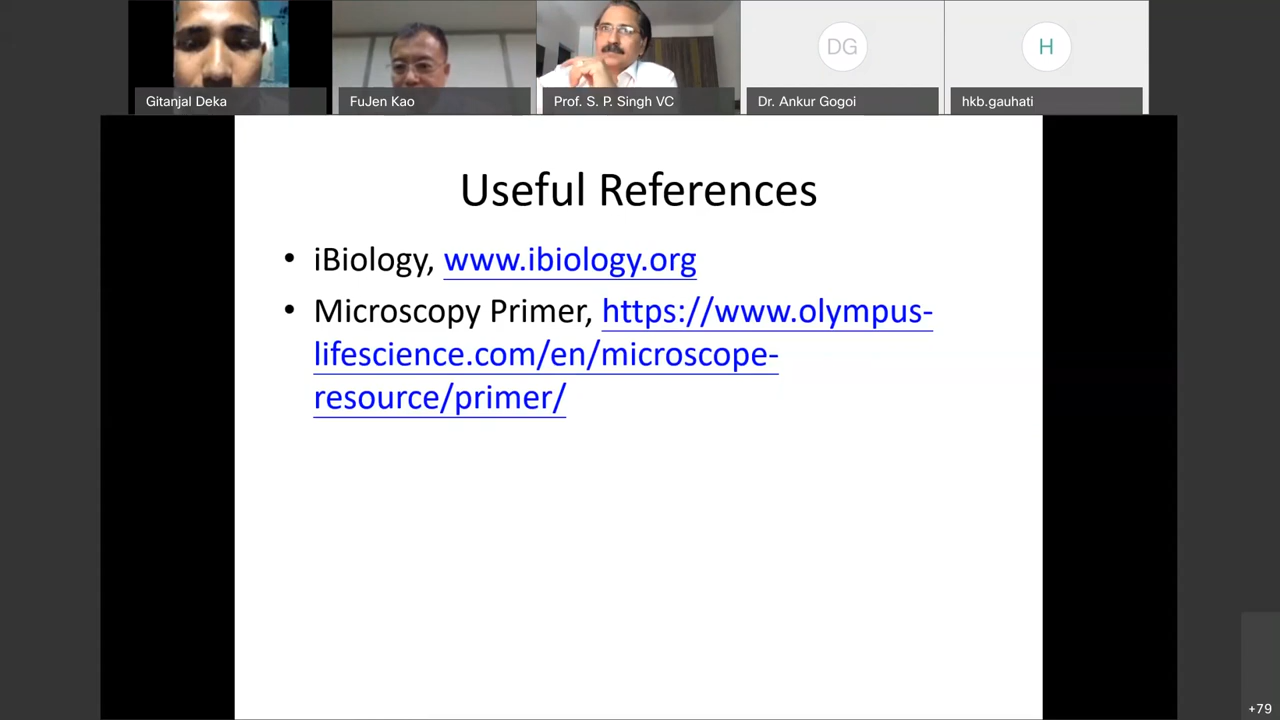 Gitanjal Deka
FuJen Kao
Prof. S. P. Singh VC
DG
Dr. Ankur Gogoi
H
hkb.gauhati
Useful References
• iBiology, www.ibiology.org
• Microscopy Primer, https://www.olympus-
lifescience.com/en/microscope-
resource/primer/
+79